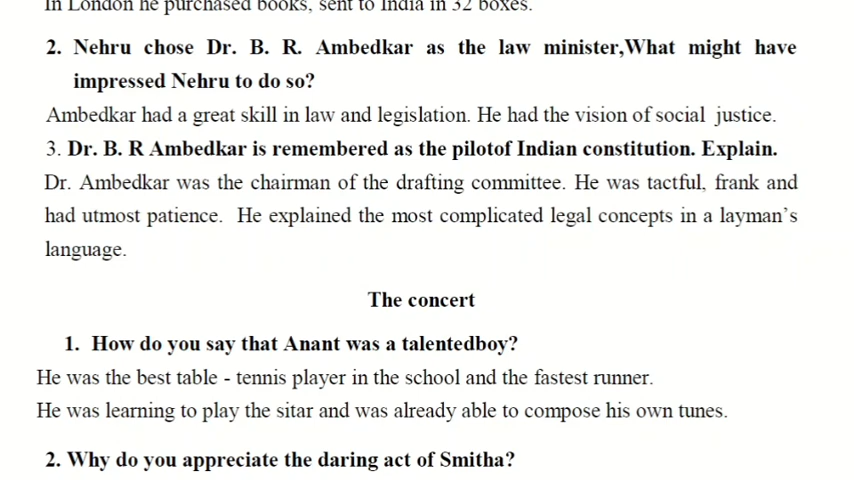 In London he purchased books, sent to India in 32 boxes.
2. Nehru chose Dr. B. R. Ambedkar as the law minister,What might have
impressed Nehru to do so?
Ambedkar had a great skill in law and legislation. He had the vision of social justice.
3. Dr. B. R Ambedkar is remembered as the pilotof Indian constitution. Explain.
Dr. Ambedkar was the chairman of the drafting committee. He was tactful, frank and
had utmost patience. He explained the most complicated legal concepts in a layman's
language.
The concert
1. How do you say that Anant was a talentedboy?
He was the best table - tennis player in the school and the fastest runner.
He was learning to play the sitar and was already able to compose his own tunes.
2. Why do you appreciate the daring act of Smitha?